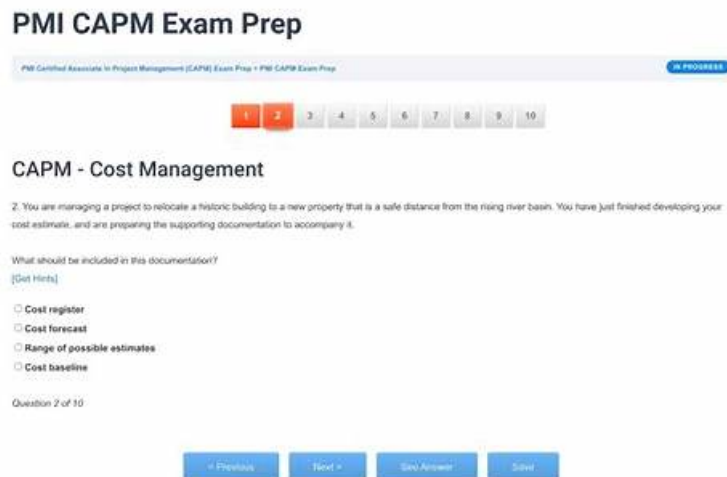 PMI CAPM Exam Prep
PMI Certified Associate in Project Management (CAPM) Exam Prep > PMI CAPM Exam Prep
IN PROGRESS
1 2 3 4 5 6 7 8 9 10
CAPM - Cost Management
2. You are managing a project to relocate a historic building to a new property that is a safe distance from the rising river basin. You have just finished developing your
cost estimate, and are preparing the supporting documentation to accompany it.
What should be included in this documentation?
[Get Hints]
Cost register
Cost forecast
Range of possible estimates
Cost baseline
Question 2 of 10
< Previous
Next >
See Answer
Save